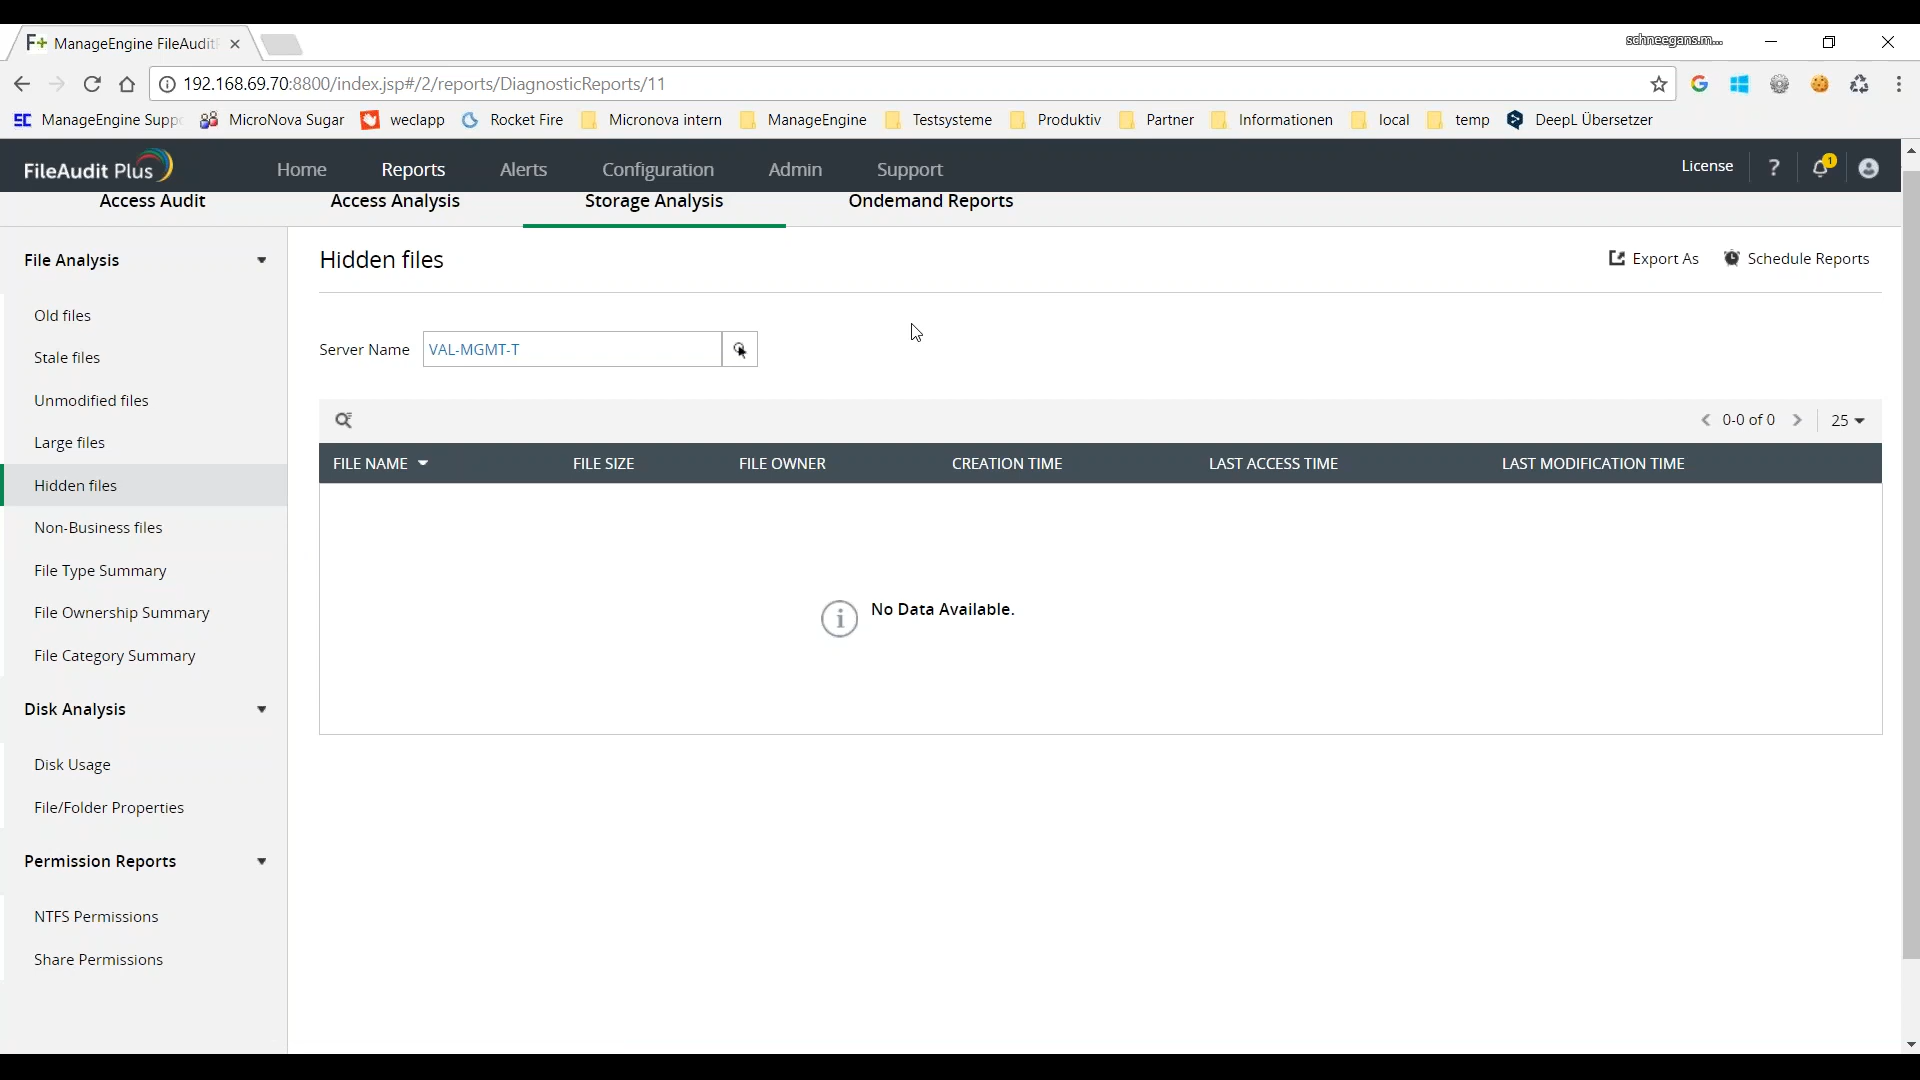 F+ ManageEngine FileAudit
schneegans.m...
192.168.69.70:8800/index.jsp#/2/reports/DiagnosticReports/11
ManageEngine Supp MicroNova Sugar weclapp Rocket Fire Micronova intern ManageEngine Testsysteme Produktiv Partner Informationen local temp DeepL Übersetzer
FileAudit Plus Home Reports Alerts Configuration Admin Support License ? 1
Access Audit Access Analysis Storage Analysis Ondemand Reports
File Analysis
Old files
Stale files
Unmodified files
Large files
Hidden files
Non-Business files
File Type Summary
File Ownership Summary
File Category Summary
Disk Analysis
Disk Usage
File/Folder Properties
Permission Reports
NTFS Permissions
Share Permissions
Hidden files
Export As Schedule Reports
Server Name VAL-MGMT-T
0-0 of 0 25
FILE NAME FILE SIZE FILE OWNER CREATION TIME LAST ACCESS TIME LAST MODIFICATION TIME
No Data Available.